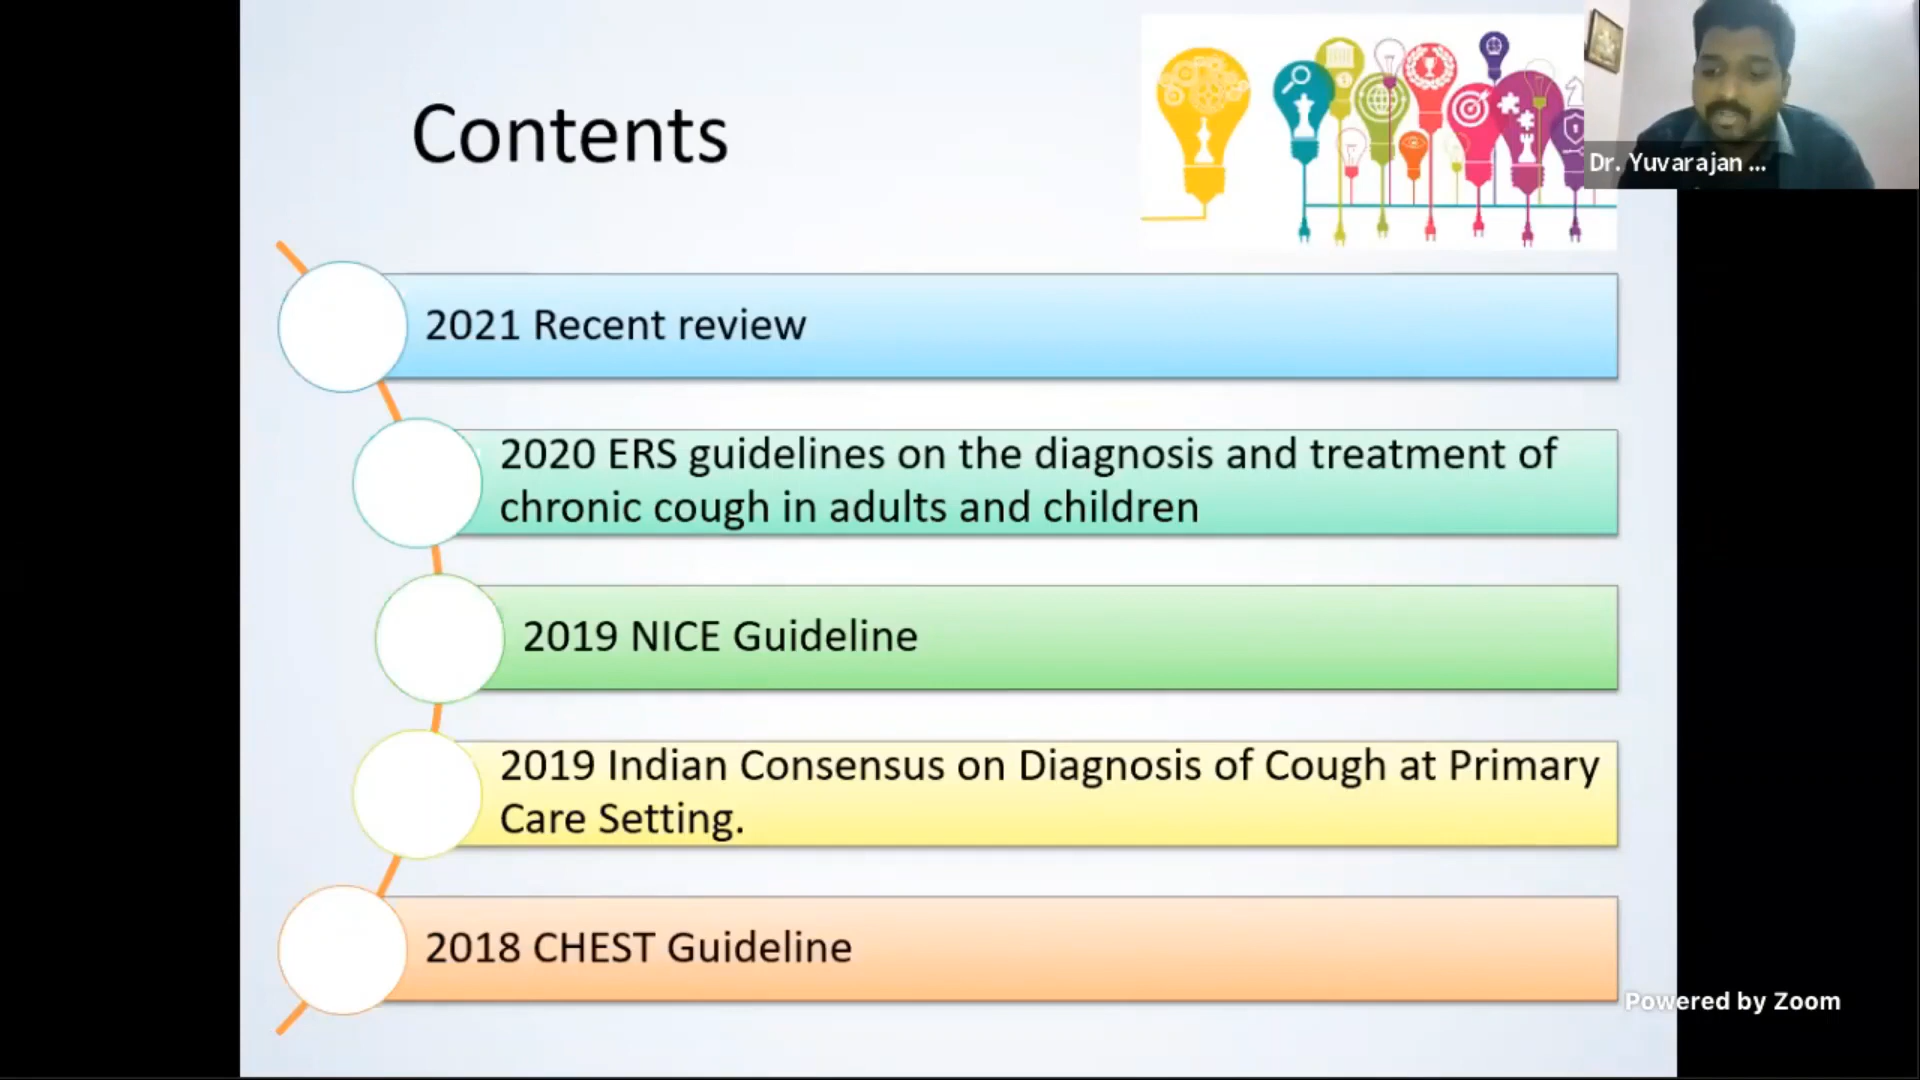 Contents
Dr. Yuvarajan ...
2021 Recent review
2020 ERS guidelines on the diagnosis and treatment of
chronic cough in adults and children
2019 NICE Guideline
2019 Indian Consensus on Diagnosis of Cough at Primary
Care Setting.
2018 CHEST Guideline
Powered by Zoom